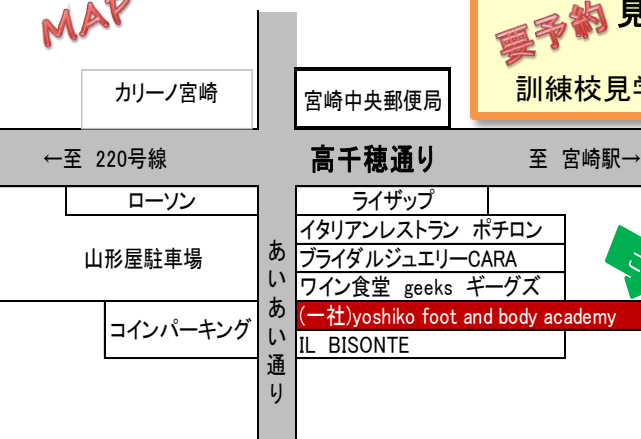 MAP
要予約 見
訓練校見学
カリーノ宮崎
宮崎中央郵便局
←至 220号線
高千穂通り
至 宮崎駅→
ローソン
ライザップ
イタリアンレストラン ポチロン
山形屋駐車場
ブライダルジュエリーCARA
ワイン食堂 geeks ギーグズ
(一社)yoshiko foot and body academy
コインパーキング
IL BISONTE
あいあい通り